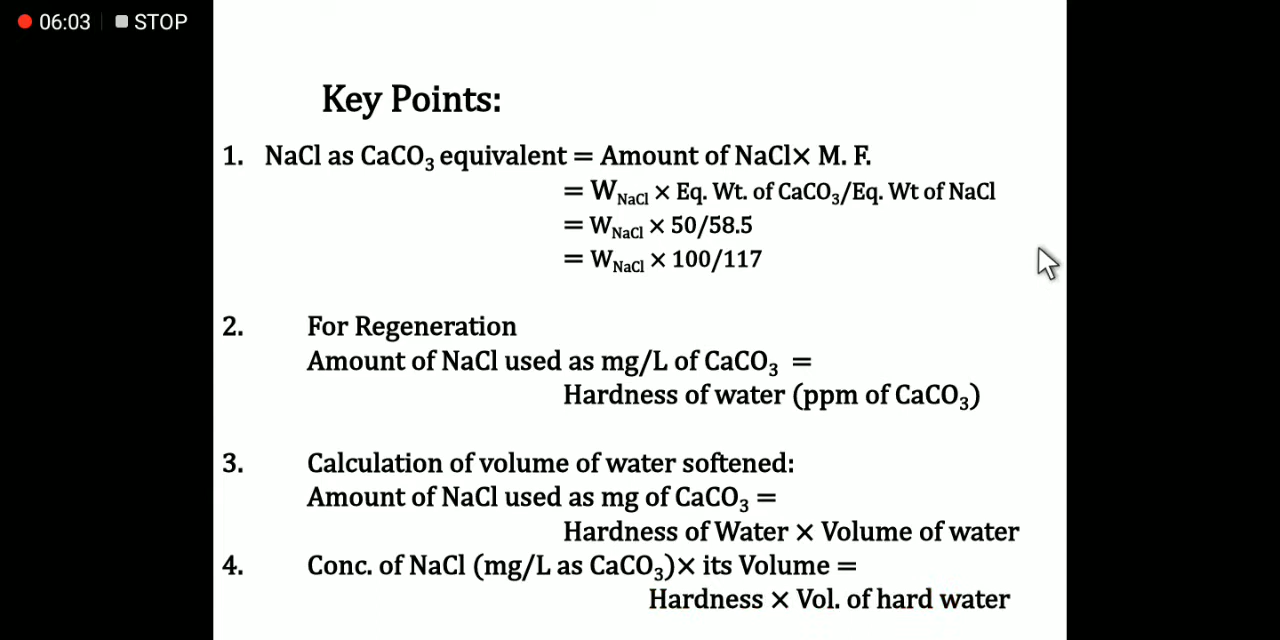 06:03 STOP
Key Points:
1. NaCl as CaCO₃ equivalent = Amount of NaCl× M. F.
= W_NaCl × Eq. Wt. of CaCO₃/Eq. Wt of NaCl
= W_NaCl × 50/58.5
= W_NaCl × 100/117
2. For Regeneration
Amount of NaCl used as mg/L of CaCO₃ =
Hardness of water (ppm of CaCO₃)
3. Calculation of volume of water softened:
Amount of NaCl used as mg of CaCO₃ =
Hardness of Water × Volume of water
4. Conc. of NaCl (mg/L as CaCO₃)× its Volume =
Hardness × Vol. of hard water